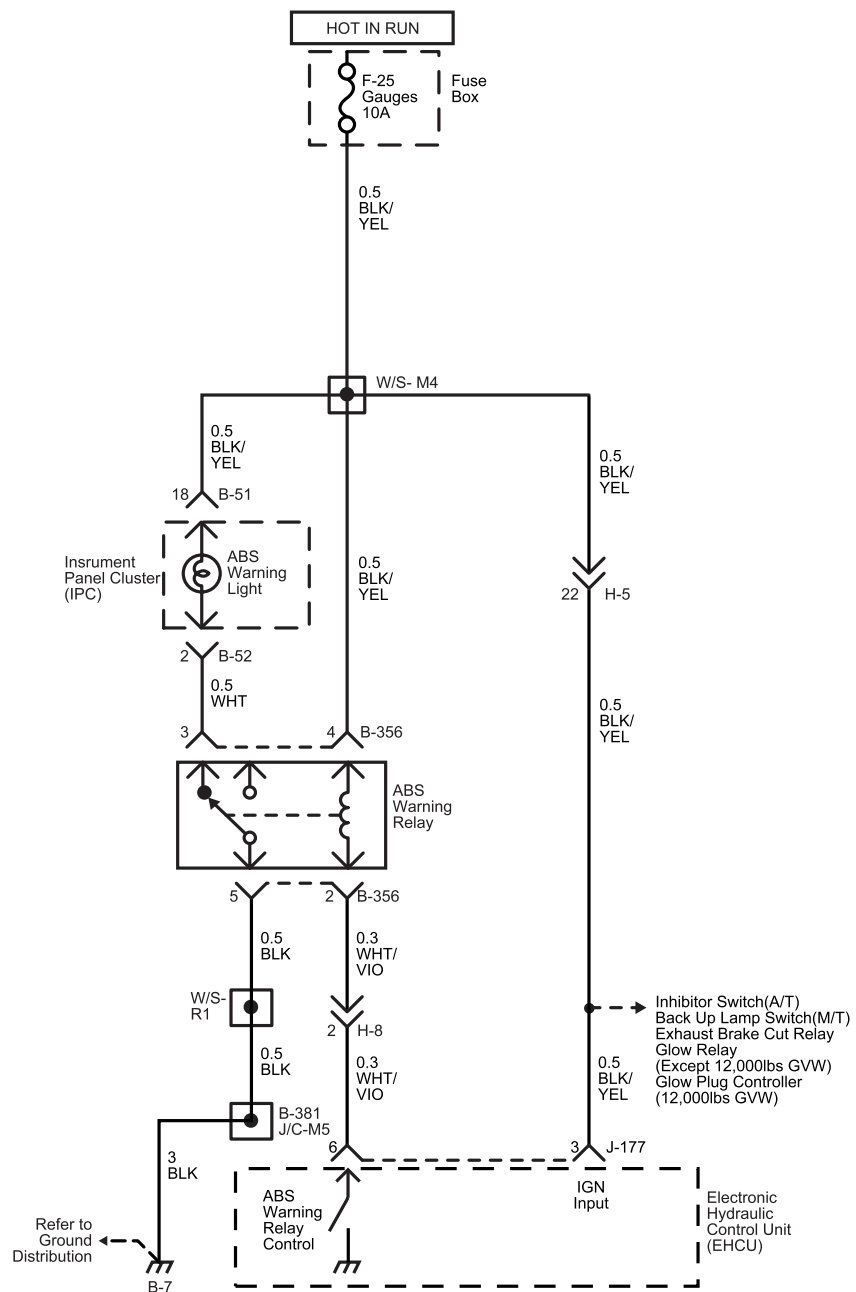 HOT IN RUN
F-25
Gauges
10A
Fuse
Box
0.5
BLK/
YEL
W/S- M4
0.5
BLK/
YEL
0.5
BLK/
YEL
18
B-51
Insrument
Panel Cluster
(IPC)
ABS
Warning
Light
0.5
BLK/
YEL
22
H-5
2
B-52
0.5
WHT
0.5
BLK/
YEL
3
4
B-356
ABS
Warning
Relay
5
2
B-356
0.5
BLK
0.3
WHT/
VIO
W/S-
R1
2
H-8
Inhibitor Switch(A/T)
Back Up Lamp Switch(M/T)
Exhaust Brake Cut Relay
Glow Relay
(Except 12,000lbs GVW)
Glow Plug Controller
(12,000lbs GVW)
0.5
BLK
0.3
WHT/
VIO
0.5
BLK/
YEL
B-381
J/C-M5
6
3
J-177
3
BLK
ABS
Warning
Relay
Control
IGN
Input
Electronic
Hydraulic
Control Unit
(EHCU)
Refer to
Ground
Distribution
B-7